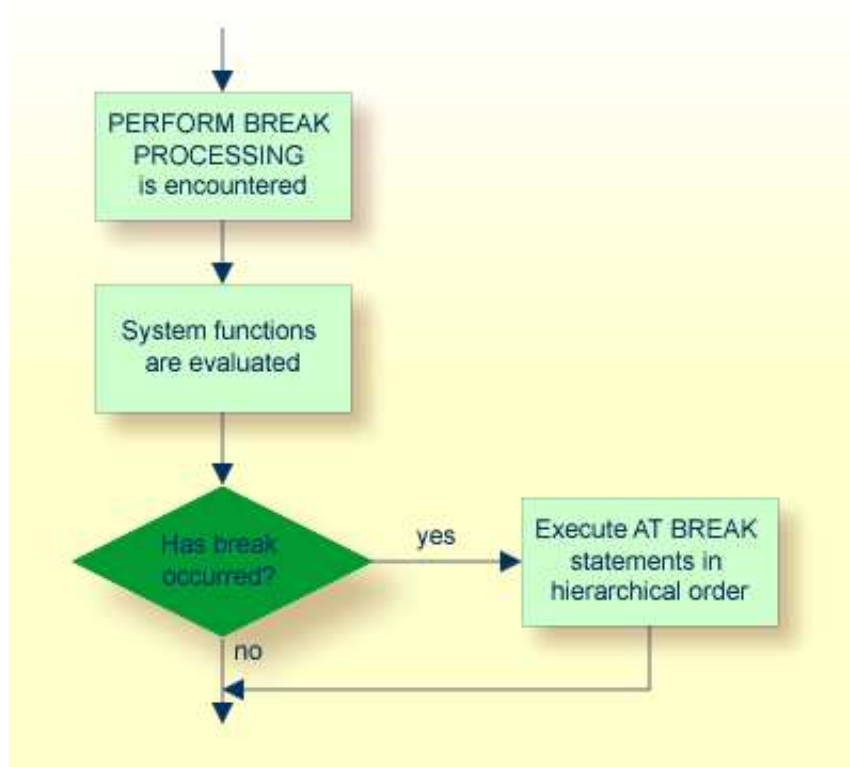 PERFORM BREAK
PROCESSING
is encountered
System functions
are evaluated
Has break
occurred?
yes
Execute AT BREAK
statements in
hierarchical order
no